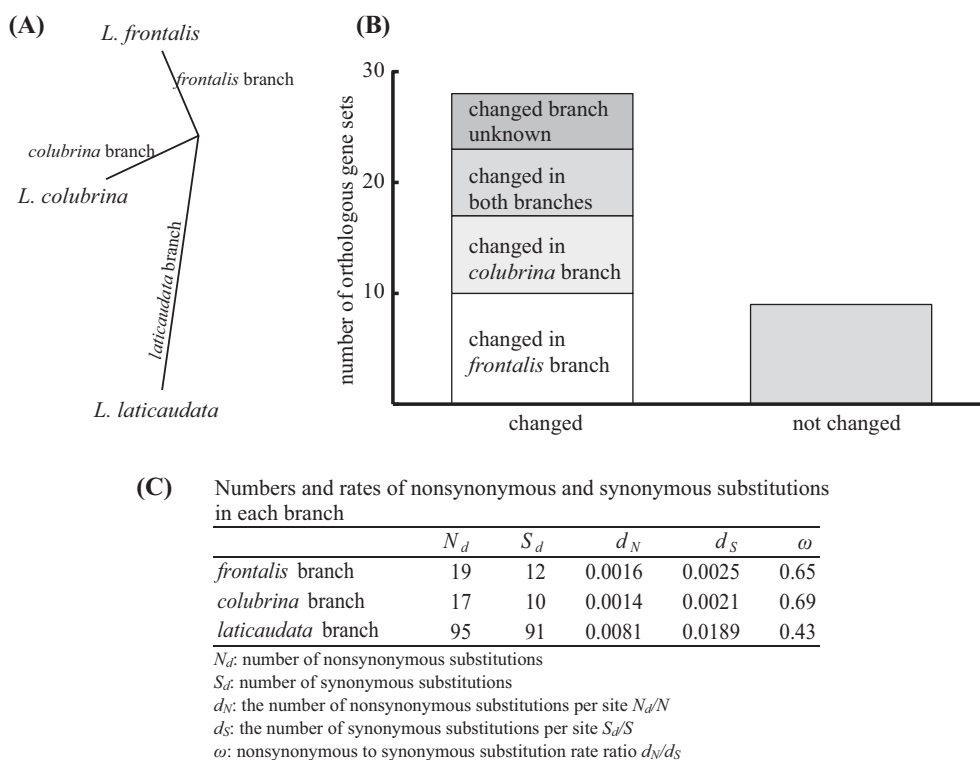 (A)
L. frontalis
frontalis branch
colubrina branch
L. colubrina
laticaudata branch
L. laticaudata
(B)
number of orthologous gene sets
30
20
10
changed branch
unknown
changed in
both branches
changed in
colubrina branch
changed in
frontalis branch
changed
not changed
(C) Numbers and rates of nonsynonymous and synonymous substitutions
in each branch
N_d S_d d_N d_S ω
frontalis branch 19 12 0.0016 0.0025 0.65
colubrina branch 17 10 0.0014 0.0021 0.69
laticaudata branch 95 91 0.0081 0.0189 0.43
N_d: number of nonsynonymous substitutions
S_d: number of synonymous substitutions
d_N: the number of nonsynonymous substitutions per site N_d/N
d_S: the number of synonymous substitutions per site S_d/S
ω: nonsynonymous to synonymous substitution rate ratio d_N/d_S